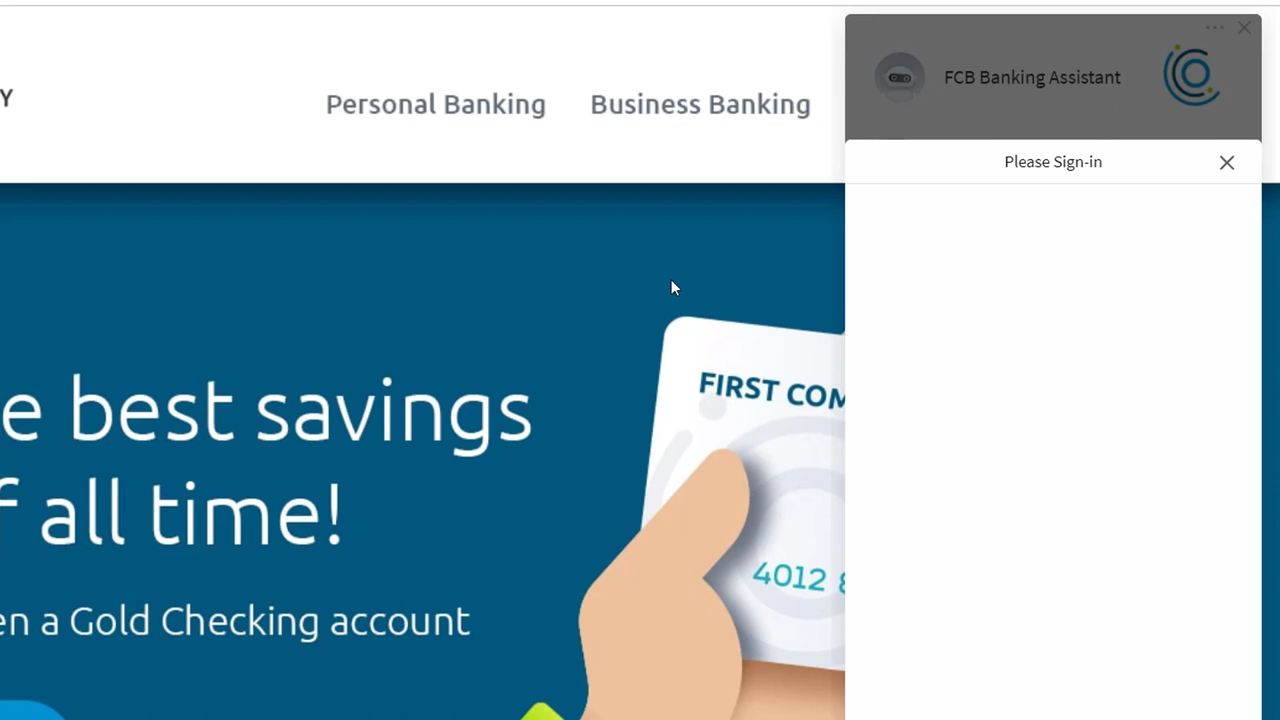 Y
Personal Banking
Business Banking
FCB Banking Assistant
Please Sign-in
e best savings
f all time!
en a Gold Checking account
FIRST COM
4012